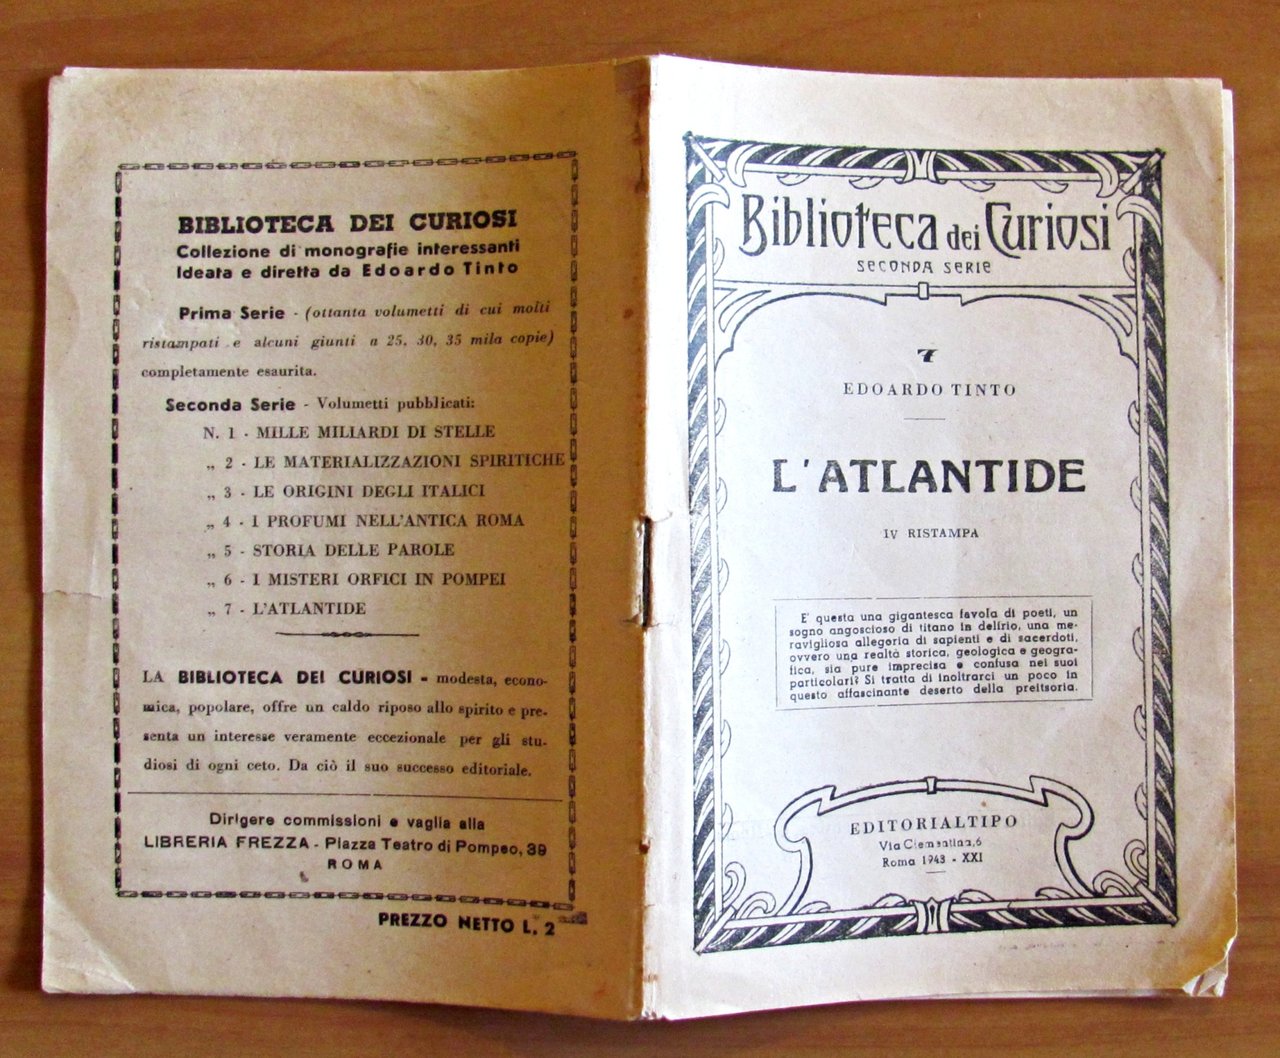 BIBLIOTECA DEI CURIOSI
Collezione di monografie interessanti
Ideata e diretta da Edoardo Tinto
Prima Serie - (ottanta volumetti di cui molti
ristampati e alcuni giunti a 25, 30, 35 mila copie)
completamente esaurita.
Seconda Serie - Volumetti pubblicati:
N. 1 - MILLE MILIARDI DI STELLE
„ 2 - LE MATERIALIZZAZIONI SPIRITICHE
„ 3 - LE ORIGINI DEGLI ITALICI
„ 4 - I PROFUMI NELL'ANTICA ROMA
„ 5 - STORIA DELLE PAROLE
„ 6 - I MISTERI ORFICI IN POMPEI
„ 7 - L'ATLANTIDE
LA BIBLIOTECA DEI CURIOSI - modesta, econo-
mica, popolare, offre un caldo riposo allo spirito e pre-
senta un interesse veramente eccezionale per gli stu-
diosi di ogni ceto. Da ciò il suo successo editoriale.
Dirigere commissioni e vaglia alla
LIBRERIA FREZZA - Piazza Teatro di Pompeo, 39
ROMA
PREZZO NETTO L. 2
Biblioteca dei Curiosi
SECONDA SERIE
7
EDOARDO TINTO
L'ATLANTIDE
IV RISTAMPA
E' questa una gigantesca favola di poeti, un
sogno angoscioso di titano in delirio, una me-
ravigliosa allegoria di sapienti e di sacerdoti,
ovvero una realtà storica, geologica e geogra-
fica, sia pure imprecisa e confusa nei suoi
particolari? Si tratta di inoltrarci un poco in
questo affascinante deserto della preitsoria.
EDITORIALTIPO
Via Clementina, 6
Roma 1943 - XXI